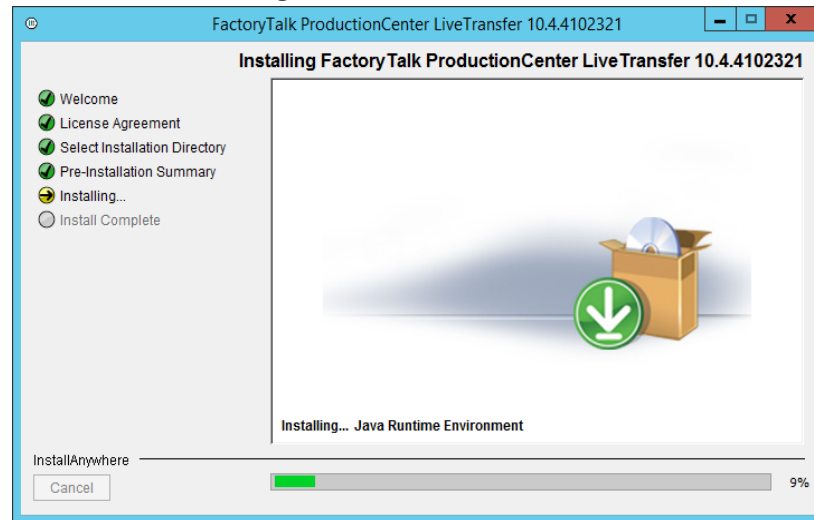 FactoryTalk ProductionCenter LiveTransfer 10.4.4102321
Installing FactoryTalk ProductionCenter LiveTransfer 10.4.4102321
Welcome
License Agreement
Select Installation Directory
Pre-Installation Summary
Installing...
Install Complete
Installing... Java Runtime Environment
InstallAnywhere
Cancel
9%